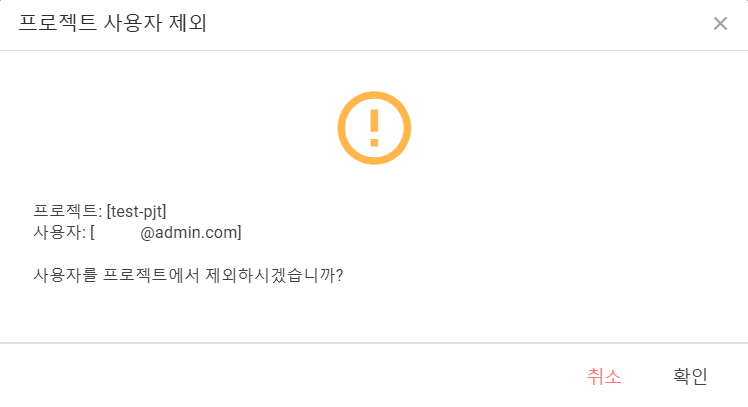 프로젝트 사용자 제외
프로젝트: [test-pjt]
사용자: [ @admin.com]
사용자를 프로젝트에서 제외하시겠습니까?
취소 확인